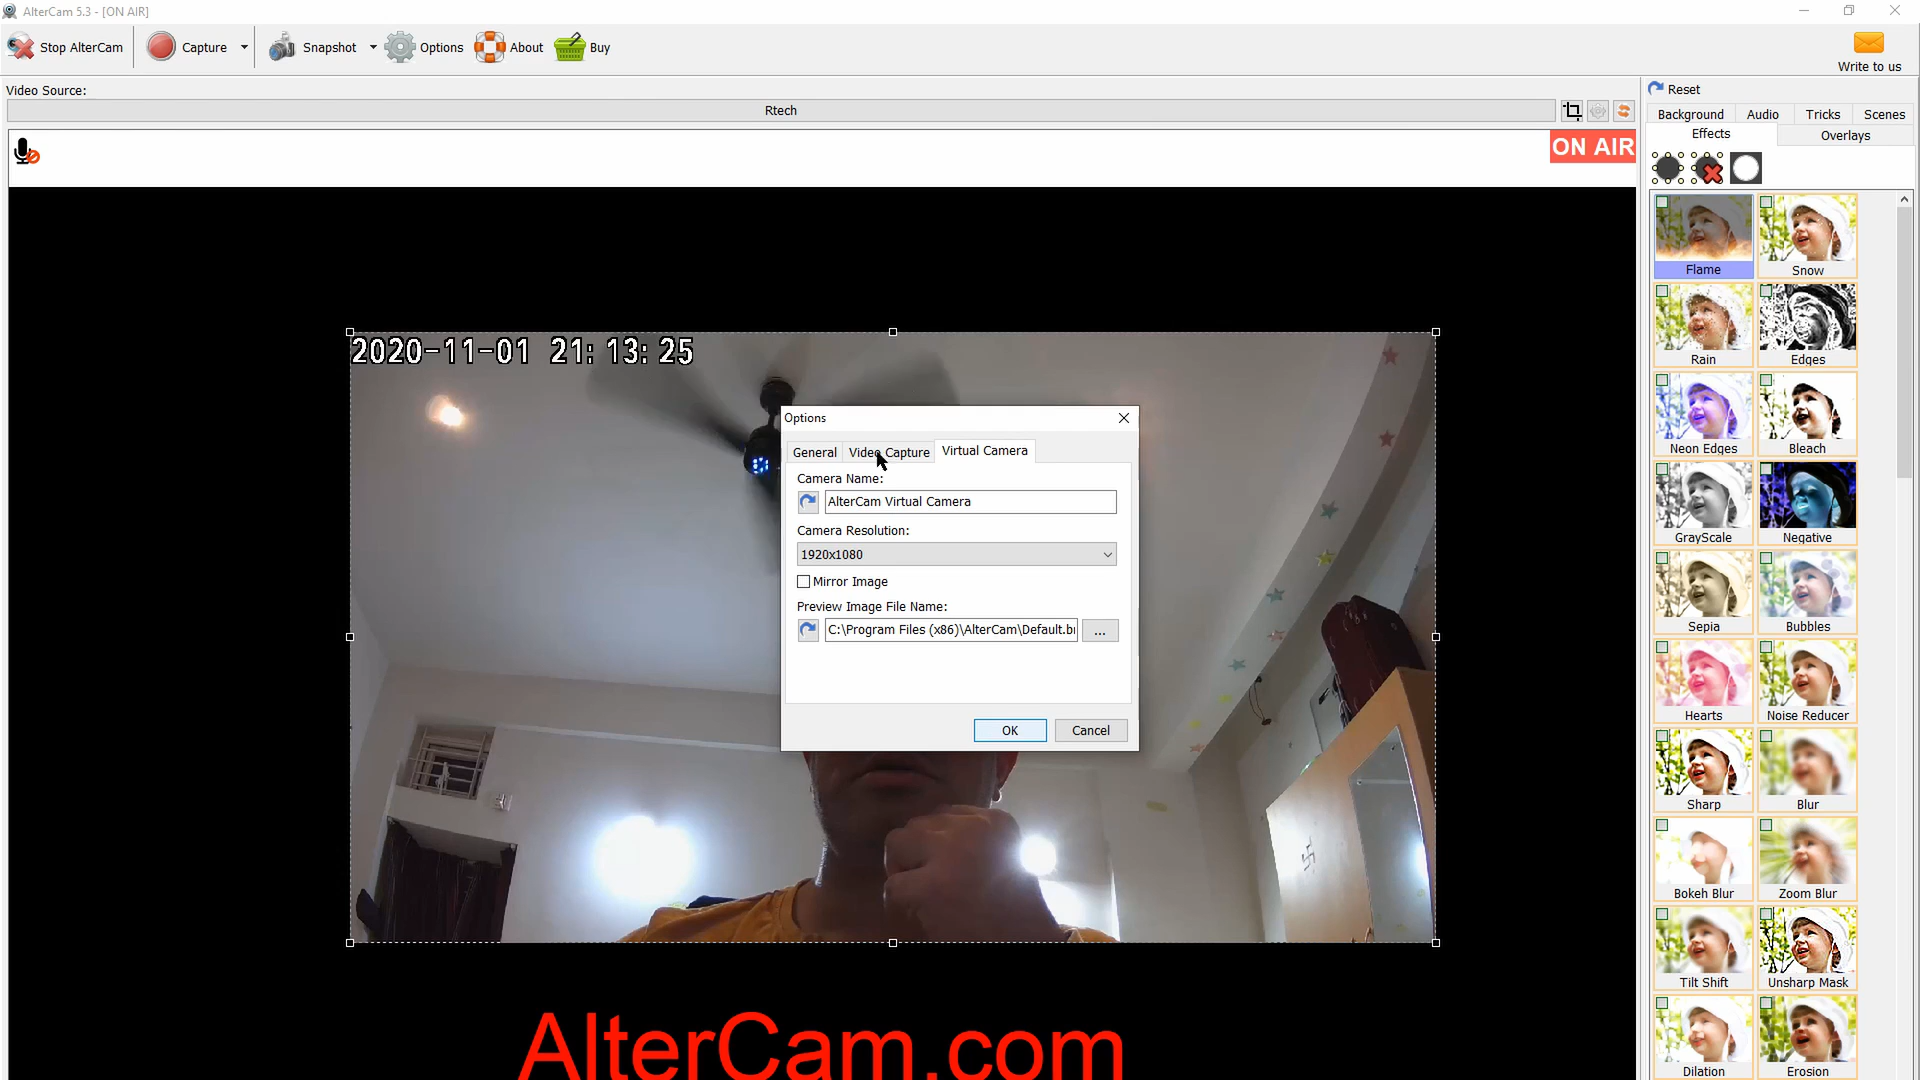 AlterCam 5.3 - [ON AIR]
Stop AlterCam
Capture
Snapshot
Options
About
Buy
Write to us
Video Source:
Rtech
Reset
Background
Audio
Tricks
Scenes
Effects
Overlays
ON AIR
2020-11-01 21:13:25
Options
General
Video Capture
Virtual Camera
Camera Name:
AlterCam Virtual Camera
Camera Resolution:
1920x1080
Mirror Image
Preview Image File Name:
C:\Program Files (x86)\AlterCam\Default.b
...
OK
Cancel
Flame
Snow
Rain
Edges
Neon Edges
Bleach
GrayScale
Negative
Sepia
Bubbles
Hearts
Noise Reducer
Sharp
Blur
Bokeh Blur
Zoom Blur
Tilt Shift
Unsharp Mask
Dilation
Erosion
AlterCam.com